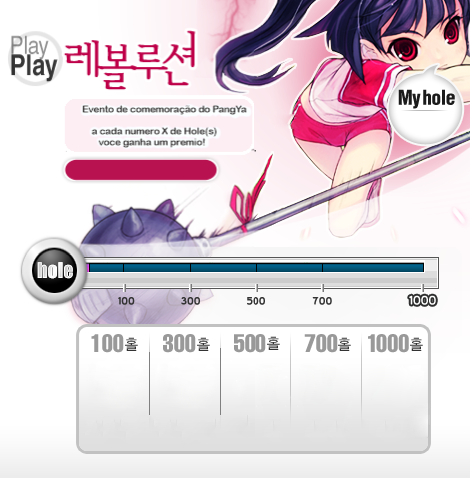 Play
Play 레볼루션
My hole
Evento de comemoração do PangYa
a cada numero X de Hole(s)
voce ganha um premio!
hole
100 300 500 700 1000
100홀 300홀 500홀 700홀 1000홀